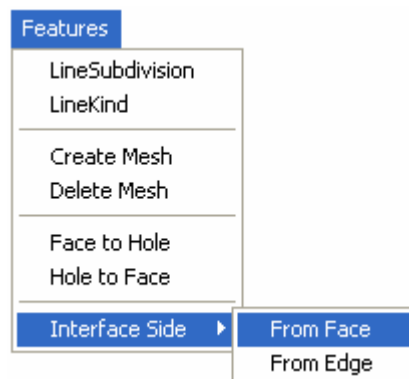 Features
LineSubdivision
LineKind
Create Mesh
Delete Mesh
Face to Hole
Hole to Face
Interface Side
From Face
From Edge